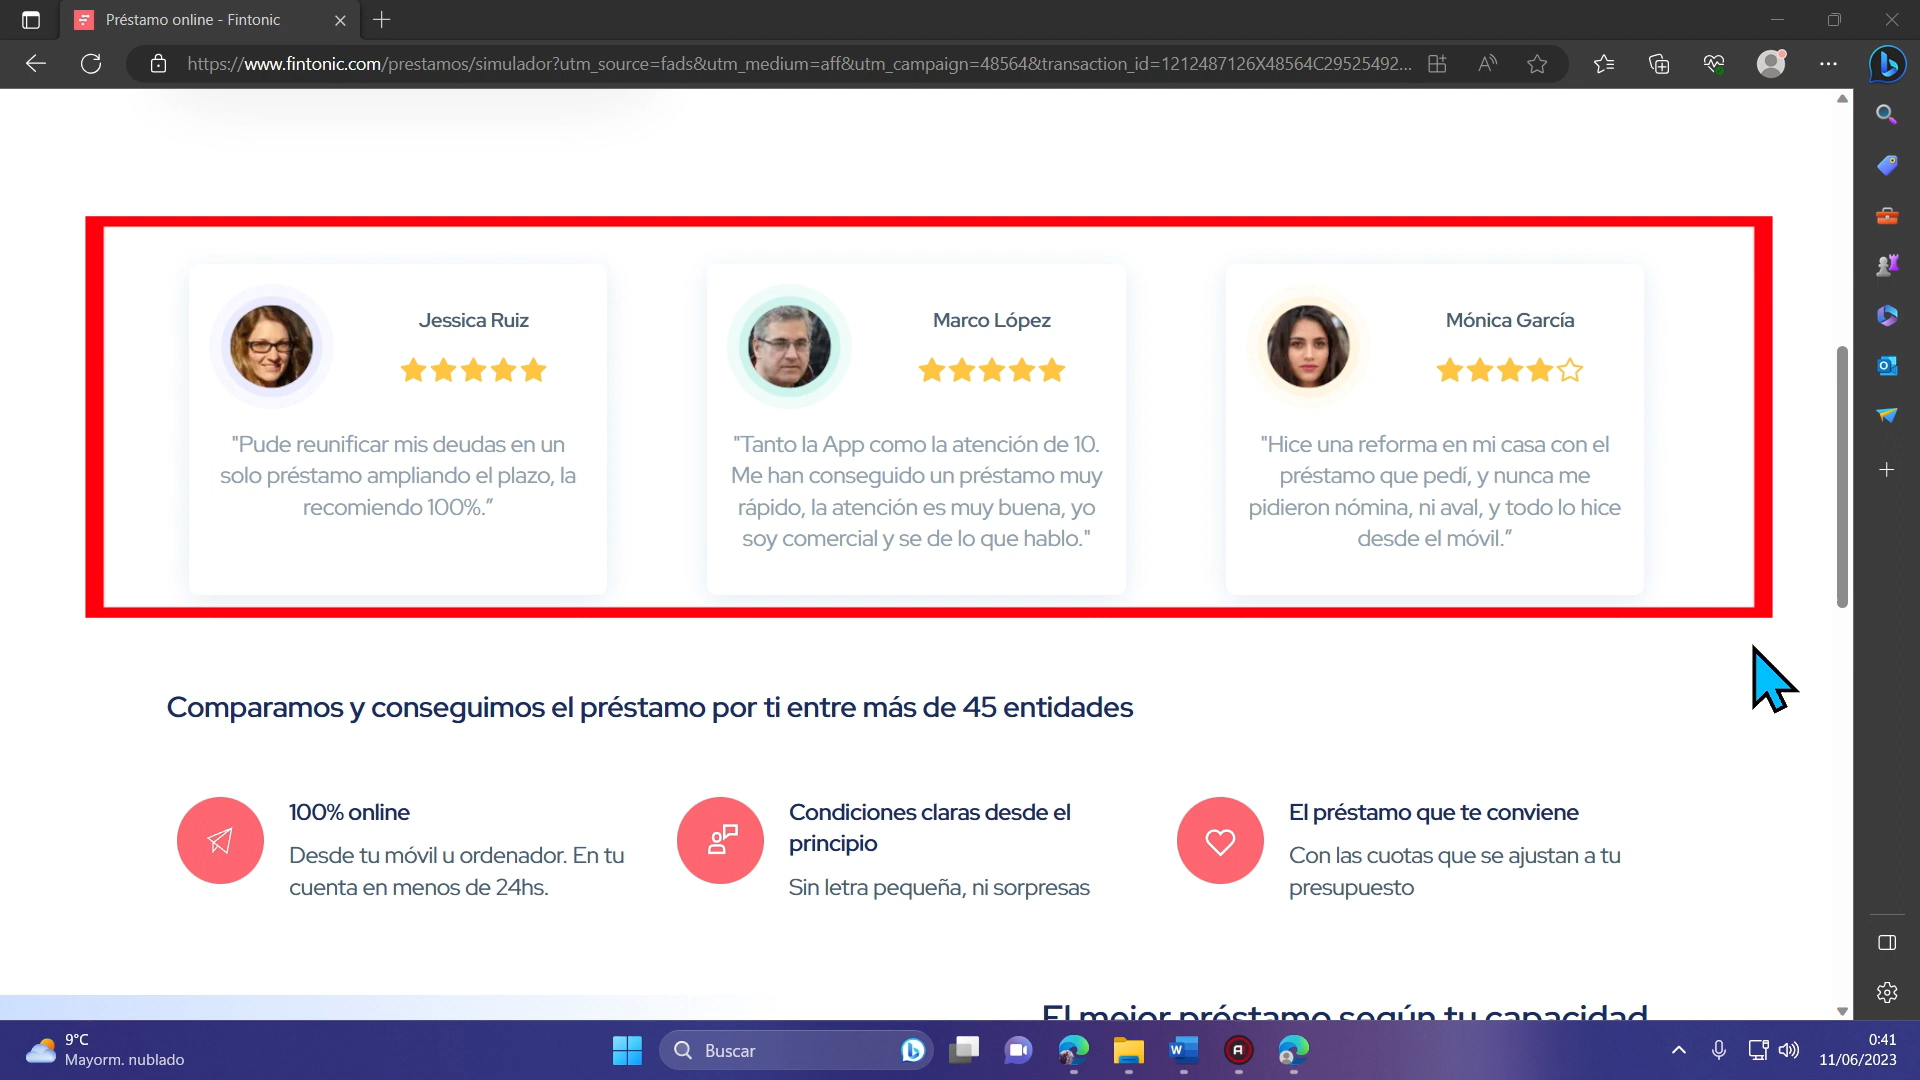 Préstamo online - Fintonic
https://www.fintonic.com/prestamos/simulador?utm_source=fads&utm_medium=aff&utm_campaign=48564&transaction_id=1212487126X48564C29525492...
Jessica Ruiz
"Pude reunificar mis deudas en un
solo préstamo ampliando el plazo, la
recomiendo 100%."
Marco López
"Tanto la App como la atención de 10.
Me han conseguido un préstamo muy
rápido, la atención es muy buena, yo
soy comercial y se de lo que hablo."
Mónica García
"Hice una reforma en mi casa con el
préstamo que pedí, y nunca me
pidieron nómina, ni aval, y todo lo hice
desde el móvil."
Comparamos y conseguimos el préstamo por ti entre más de 45 entidades
100% online
Desde tu móvil u ordenador. En tu
cuenta en menos de 24hs.
Condiciones claras desde el
principio
Sin letra pequeña, ni sorpresas
El préstamo que te conviene
Con las cuotas que se ajustan a tu
presupuesto
El mejor préstamo según tu capacidad
9°C
Mayorm. nublado
Buscar
0:41
11/06/2023